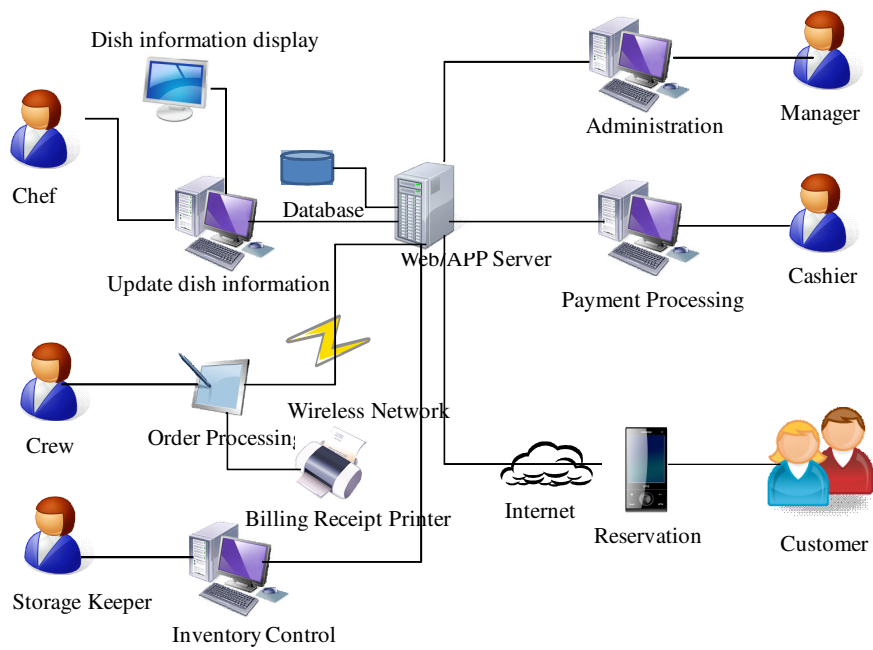 Dish information display
Manager
Administration
Chef
Database
Web/APP Server
Cashier
Update dish information
Payment Processing
Wireless Network
Crew
Order Processin
Billing Receipt Printer
Internet
Reservation
Customer
Storage Keeper
Inventory Control